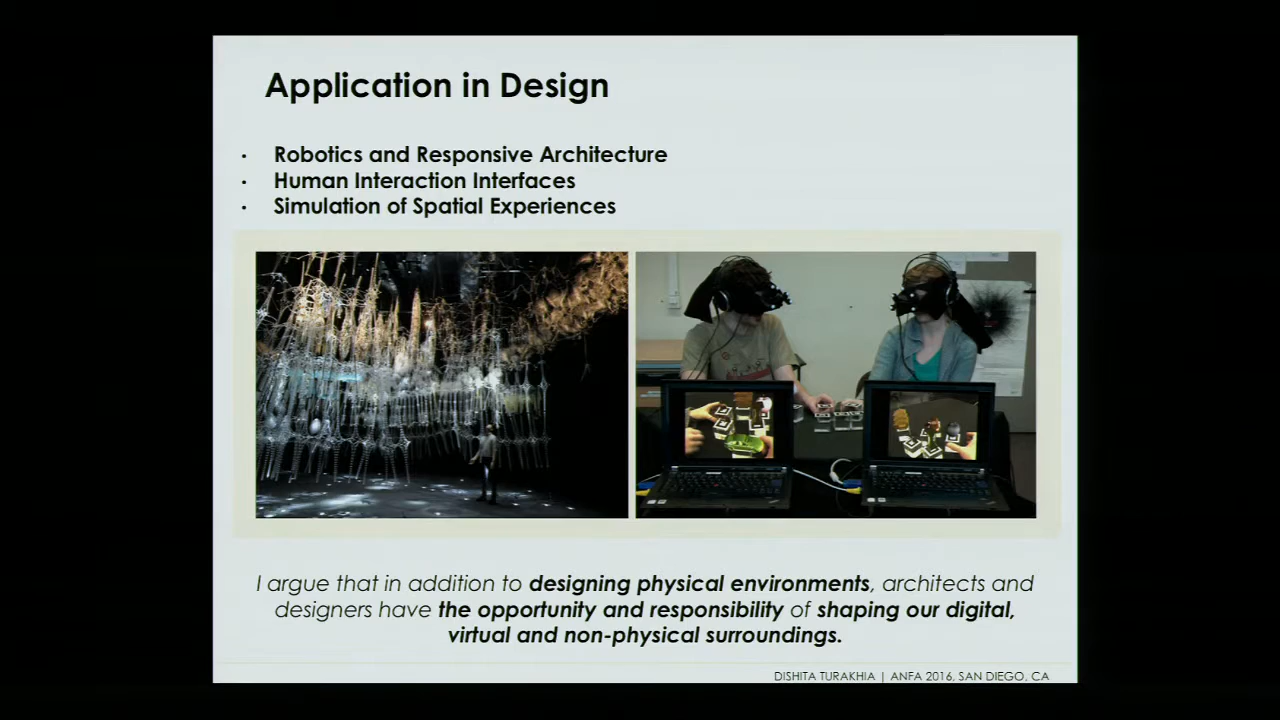 Application in Design
· Robotics and Responsive Architecture
· Human Interaction Interfaces
· Simulation of Spatial Experiences
I argue that in addition to designing physical environments, architects and
designers have the opportunity and responsibility of shaping our digital,
virtual and non-physical surroundings.
DISHITA TURAKHIA | ANFA 2016, SAN DIEGO, CA